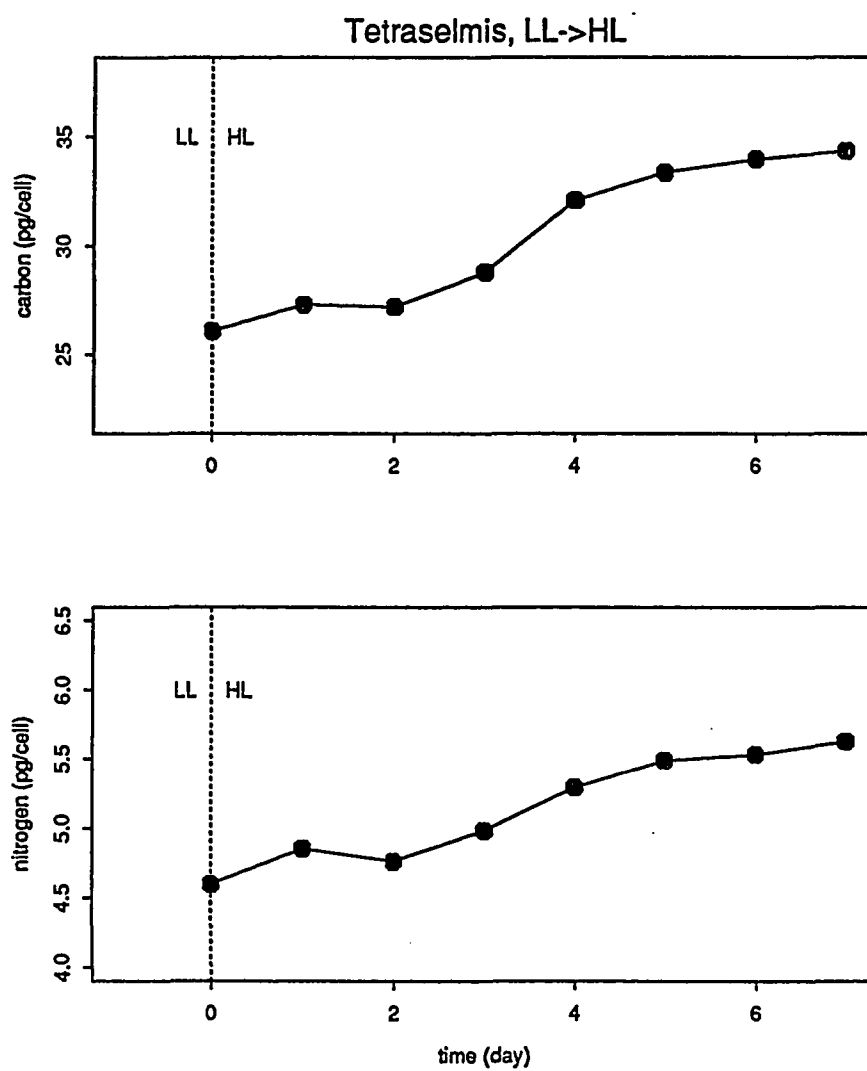 Tetraselmis, LL->HL
carbon (pg/cell)
35
30
25
LL HL
0 2 4 6
nitrogen (pg/cell)
6.5
6.0
5.5
5.0
4.5
4.0
LL HL
0 2 4 6
time (day)